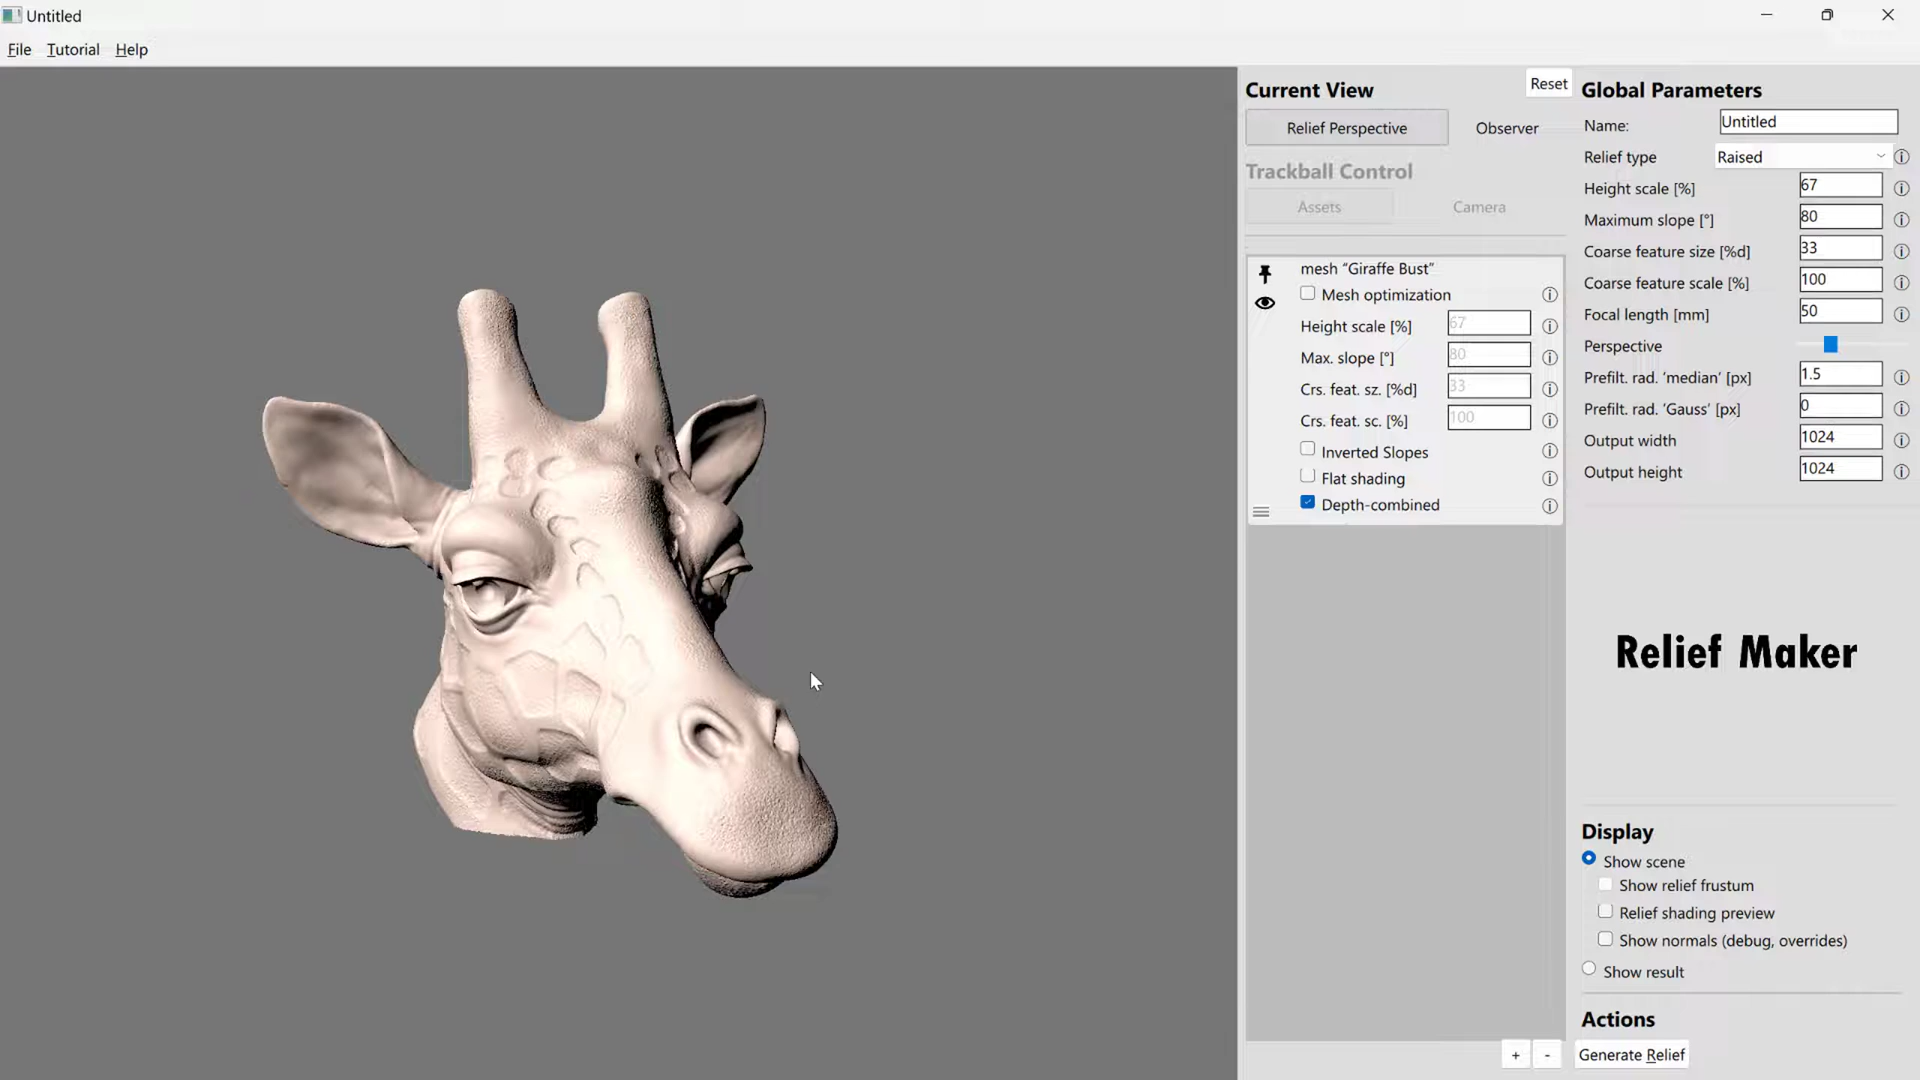 Untitled
File Tutorial Help
Current View
Reset
Relief Perspective
Observer
Trackball Control
Assets
Camera
mesh “Giraffe Bust”
Mesh optimization
Height scale [%] 67
Max. slope [°] 80
Crs. feat. sz. [%d] 33
Crs. feat. sc. [%] 100
Inverted Slopes
Flat shading
Depth-combined
+ -
Global Parameters
Name: Untitled
Relief type Raised
Height scale [%] 67
Maximum slope [°] 80
Coarse feature size [%d] 33
Coarse feature scale [%] 100
Focal length [mm] 50
Perspective
Prefilt. rad. ‘median’ [px] 1.5
Prefilt. rad. ‘Gauss’ [px] 0
Output width 1024
Output height 1024
Relief Maker
Display
Show scene
Show relief frustum
Relief shading preview
Show normals (debug, overrides)
Show result
Actions
Generate Relief